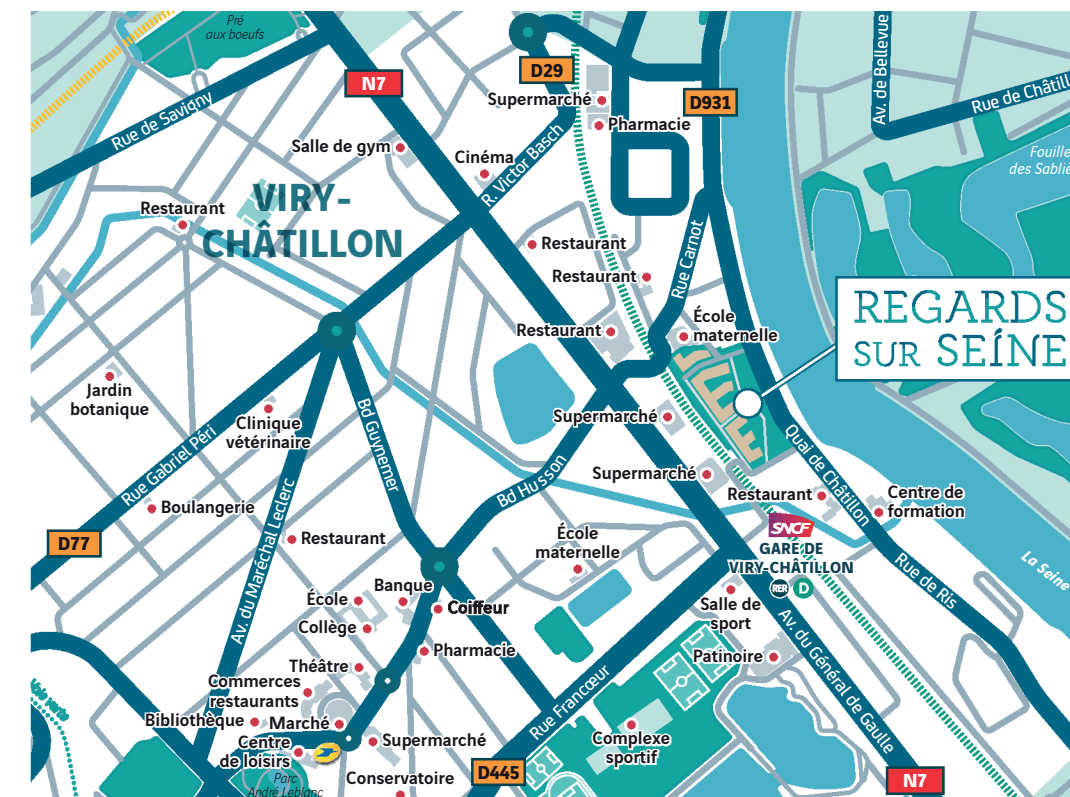 Pré
aux boeufs
N7
D29
D931
Av. de Bellevue
Rue de Châtill
Rue de Savigny
Supermarché
Pharmacie
Salle de gym
Cinéma
R. Victor Basch
Fouille
des Sabliè
VIRY-
CHÂTILLON
Restaurant
Restaurant
Restaurant
Rue Carnot
REGARDS
SUR SEINE
École
maternelle
Restaurant
Jardin
botanique
Clinique
vétérinaire
Bd Guynemer
Supermarché
Rue Gabriel Péri
Quai de Châtillon
Bd Husson
Supermarché
Restaurant
Centre de
formation
Boulangerie
Av. du Maréchal Leclerc
Restaurant
D77
École
maternelle
SNCF
GARE DE
VIRY-CHÂTILLON
RER D
La Seine
Rue de Ris
Banque
École
Coiffeur
Collège
Salle de
sport
Pharmacie
Patinoire
Av. du Général de Gaulle
Théâtre
Commerces
restaurants
Rue Francœur
Voie verte
Bibliothèque
Marché
Centre
de loisirs
Supermarché
Complexe
sportif
Parc
André Leblanc
Conservatoire
D445
N7